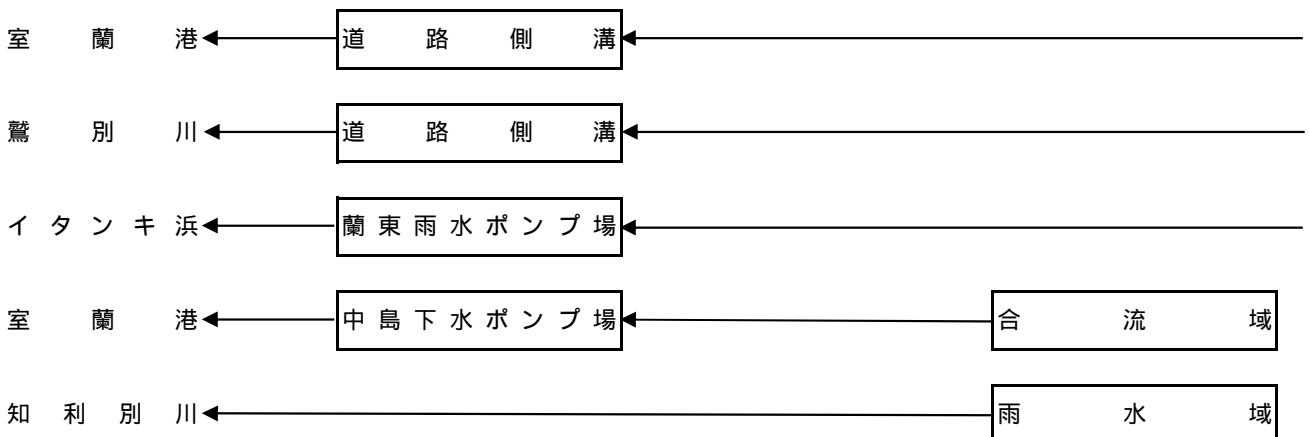 室蘭港 道路側溝
鷲別川 道路側溝
イタンキ浜 蘭東雨水ポンプ場
室蘭港 中島下水ポンプ場 合流域
知利別川 雨水域